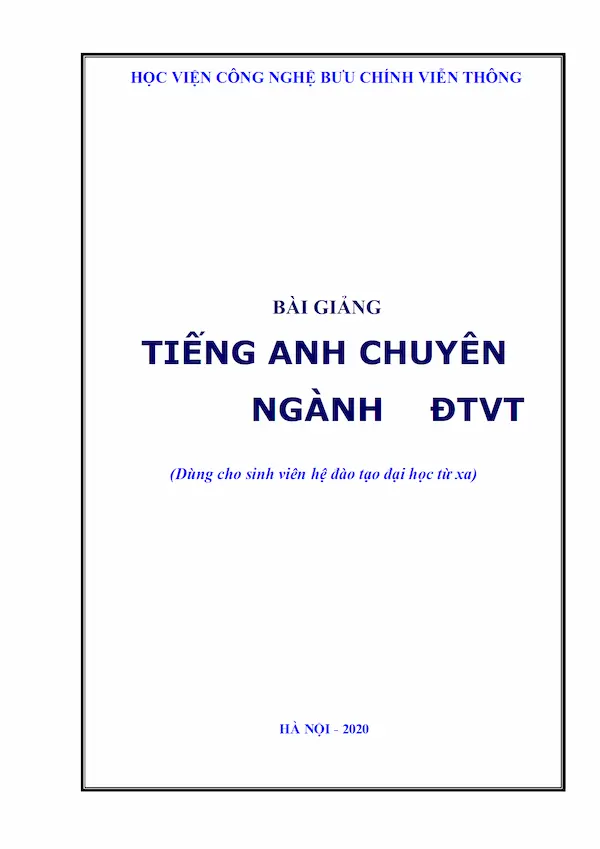 HỌC VIỆN CÔNG NGHỆ BƯU CHÍNH VIỄN THÔNG
BÀI GIẢNG
TIẾNG ANH CHUYÊN
NGÀNH ĐTVT
(Dùng cho sinh viên hệ đào tạo đại học từ xa)
HÀ NỘI - 2020